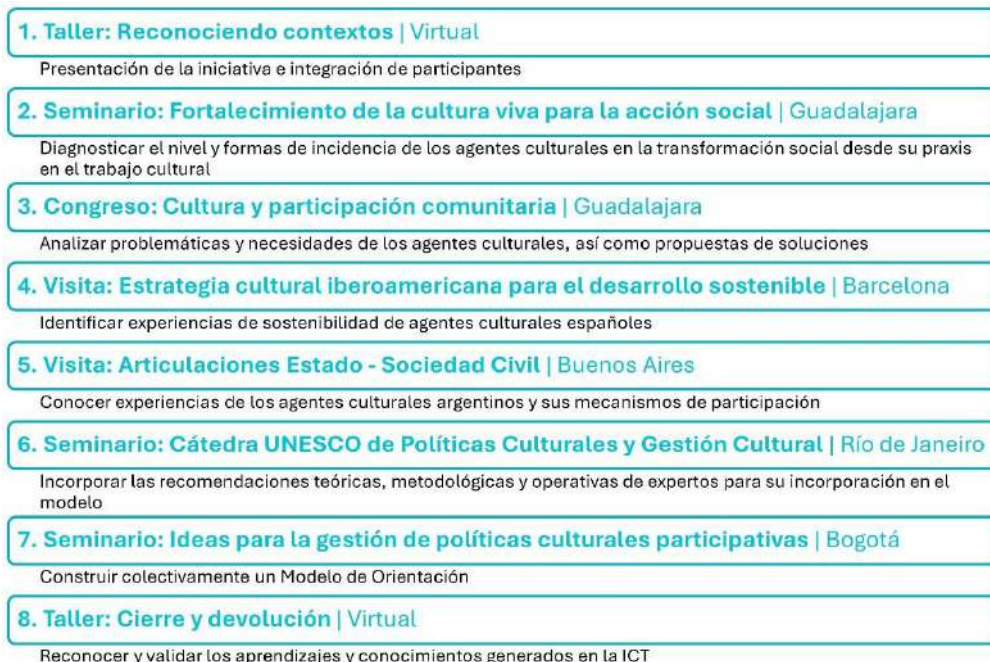 1. Taller: Reconociendo contextos | Virtual
Presentación de la iniciativa e integración de participantes
2. Seminario: Fortalecimiento de la cultura viva para la acción social | Guadalajara
Diagnosticar el nivel y formas de incidencia de los agentes culturales en la transformación social desde su praxis
en el trabajo cultural
3. Congreso: Cultura y participación comunitaria | Guadalajara
Analizar problemáticas y necesidades de los agentes culturales, así como propuestas de soluciones
4. Visita: Estrategia cultural iberoamericana para el desarrollo sostenible | Barcelona
Identificar experiencias de sostenibilidad de agentes culturales españoles
5. Visita: Articulaciones Estado - Sociedad Civil | Buenos Aires
Conocer experiencias de los agentes culturales argentinos y sus mecanismos de participación
6. Seminario: Cátedra UNESCO de Políticas Culturales y Gestión Cultural | Río de Janeiro
Incorporar las recomendaciones teóricas, metodológicas y operativas de expertos para su incorporación en el
modelo
7. Seminario: Ideas para la gestión de políticas culturales participativas | Bogotá
Construir colectivamente un Modelo de Orientación
8. Taller: Cierre y devolución | Virtual
Reconocer y validar los aprendizajes y conocimientos generados en la ICT